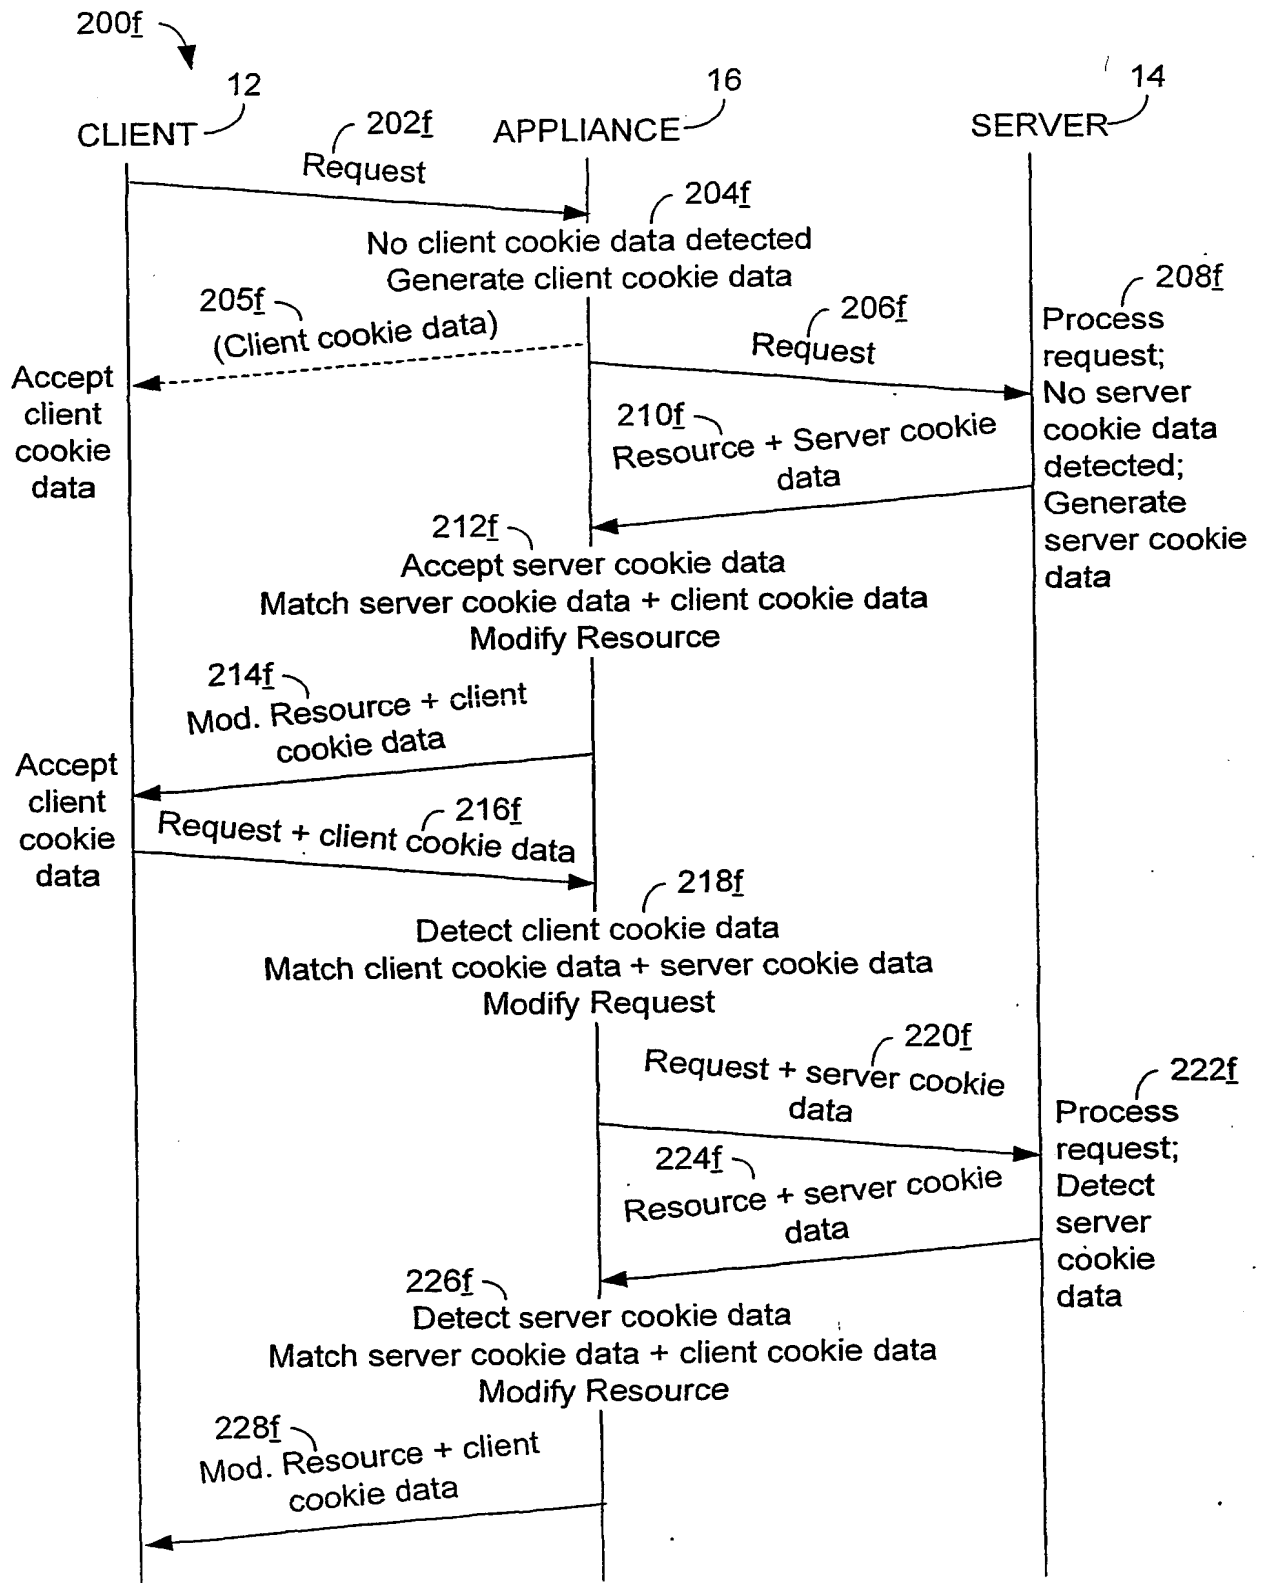 200f
12
16
14
CLIENT
202f
APPLIANCE
SERVER
Request
204f
No client cookie data detected
Generate client cookie data
205f
(Client cookie data)
206f
Request
208f
Process
request;
No server
cookie data
detected;
Generate
server cookie
data
Accept
client
cookie
data
210f
Resource + Server cookie
data
212f
Accept server cookie data
Match server cookie data + client cookie data
Modify Resource
214f
Mod. Resource + client
cookie data
Accept
client
cookie
data
216f
Request + client cookie data
218f
Detect client cookie data
Match client cookie data + server cookie data
Modify Request
220f
Request + server cookie
data
222f
Process
request;
Detect
server
cookie
data
224f
Resource + server cookie
data
226f
Detect server cookie data
Match server cookie data + client cookie data
Modify Resource
228f
Mod. Resource + client
cookie data